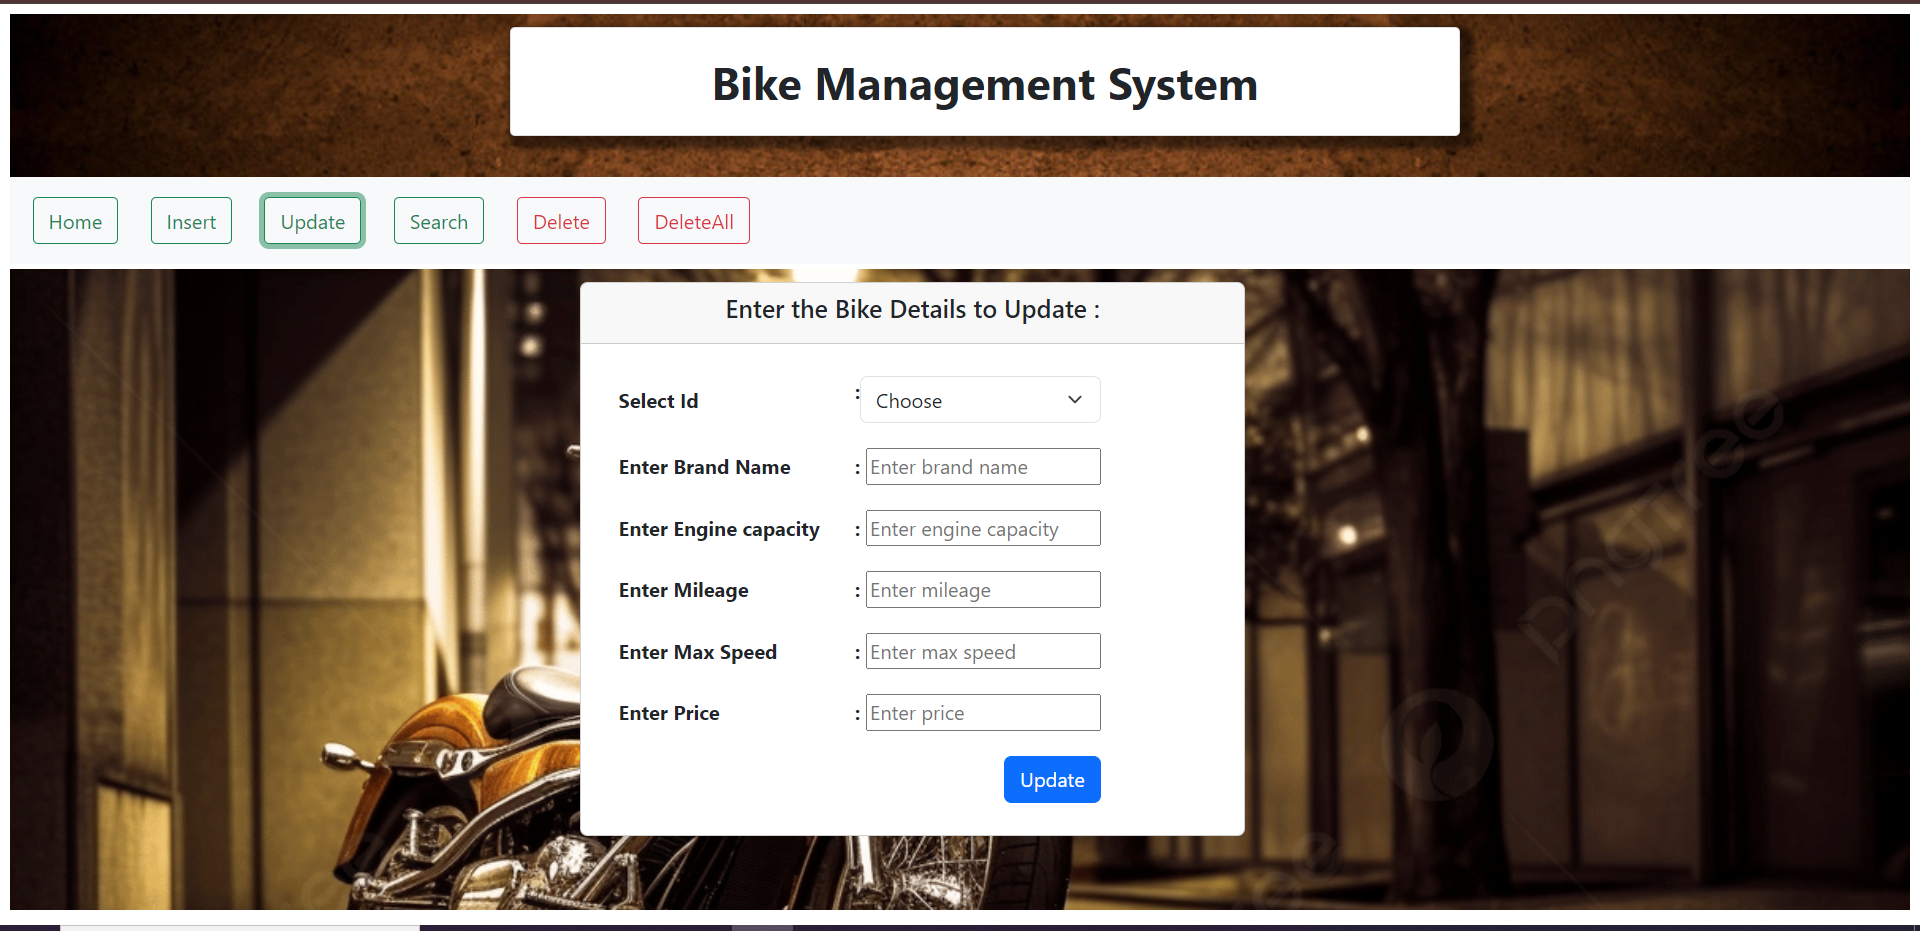 Bike Management System
Home Insert Update Search Delete DeleteAll
Enter the Bike Details to Update :
Select Id : Choose
Enter Brand Name : Enter brand name
Enter Engine capacity : Enter engine capacity
Enter Mileage : Enter mileage
Enter Max Speed : Enter max speed
Enter Price : Enter price
Update
pngtree